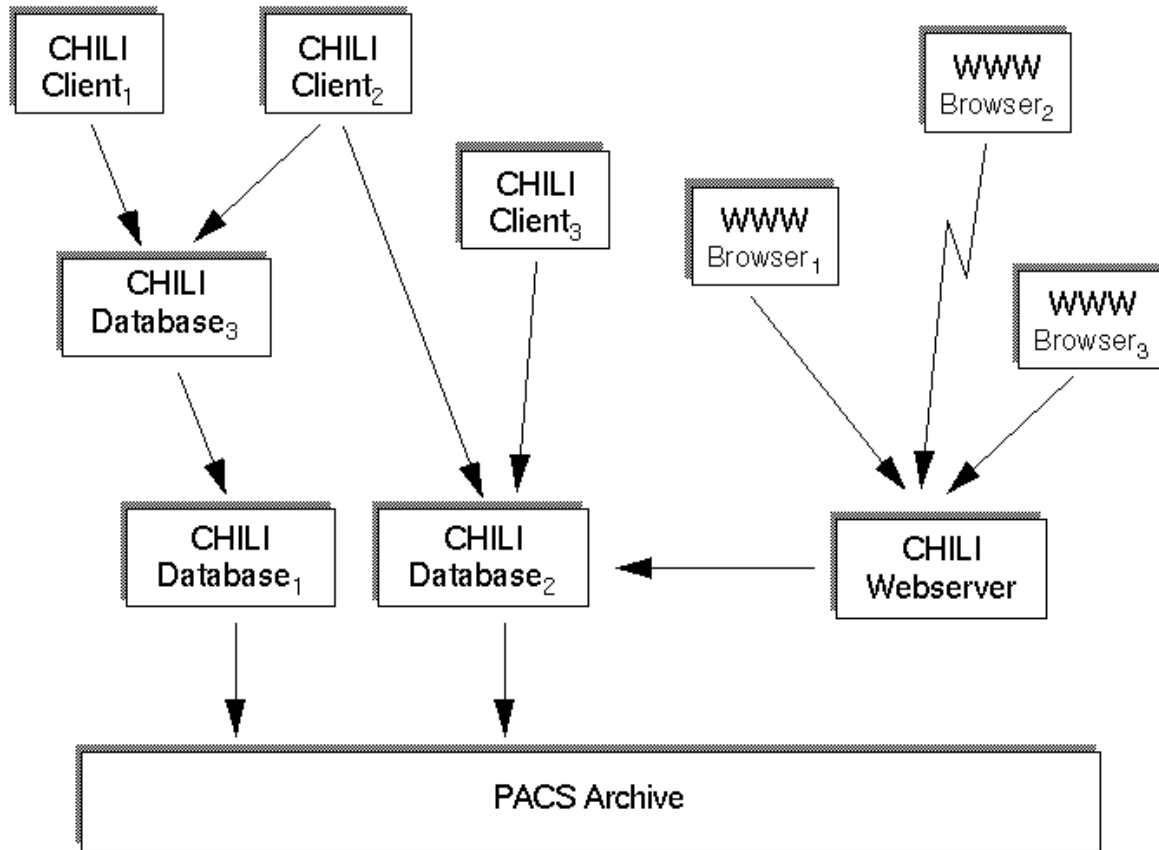 CHILI
Client₁
CHILI
Client₂
WWW
Browser₂
CHILI
Client₃
WWW
Browser₁
CHILI
Database₃
WWW
Browser₃
CHILI
Database₁
CHILI
Database₂
CHILI
Webserver
PACS Archive